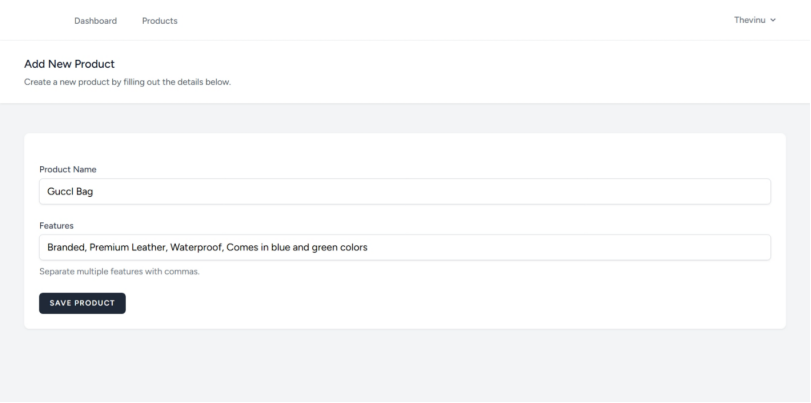 Dashboard Products Thevinu
Add New Product
Create a new product by filling out the details below.
Product Name
Guccl Bag
Features
Branded, Premium Leather, Waterproof, Comes in blue and green colors
Separate multiple features with commas.
SAVE PRODUCT